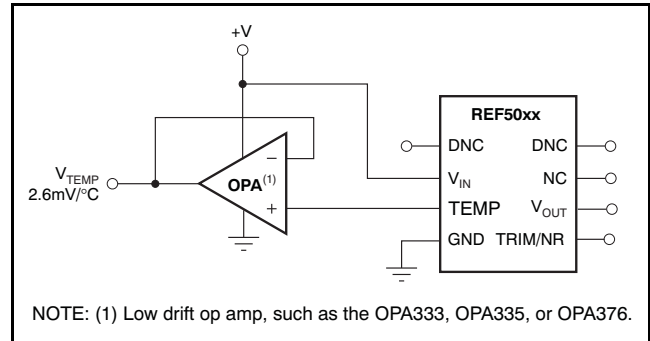 +V
REF50xx
DNC DNC
V_TEMP
2.6mV/°C
OPA(1)
−
+
V_IN NC
TEMP V_OUT
GND TRIM/NR
NOTE: (1) Low drift op amp, such as the OPA333, OPA335, or OPA376.